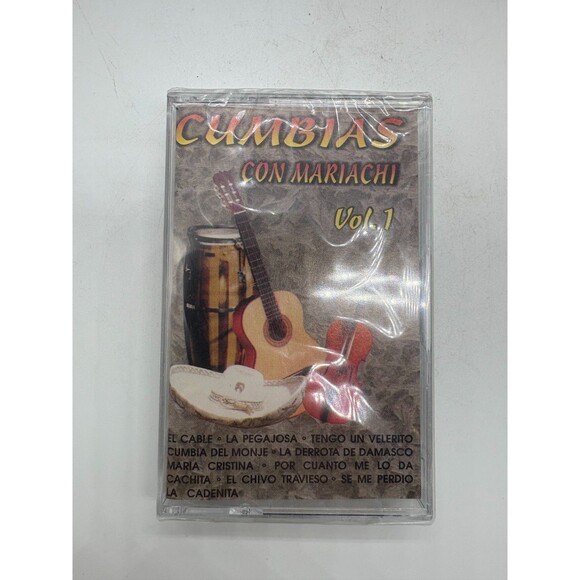 CUMBIAS
CON MARIACHI
Vol. 1
EL CABLE • LA PEGAJOSA • TENGO UN VELERITO
CUMBIA DEL MONJE • LA DERROTA DE DAMASCO
MARIA CRISTINA • POR CUANTO ME LO DA
CACHITA • EL CHIVO TRAVIESO • SE ME PERDIO
LA CADENITA